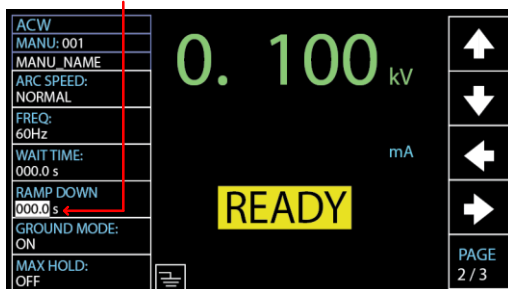 ACW
MANU: 001
MANU_NAME
ARC SPEED:
NORMAL
FREQ:
60Hz
WAIT TIME:
000.0 s
RAMP DOWN
000.0 s
GROUND MODE:
ON
MAX HOLD:
OFF
0. 100 kV
mA
READY
PAGE
2 / 3